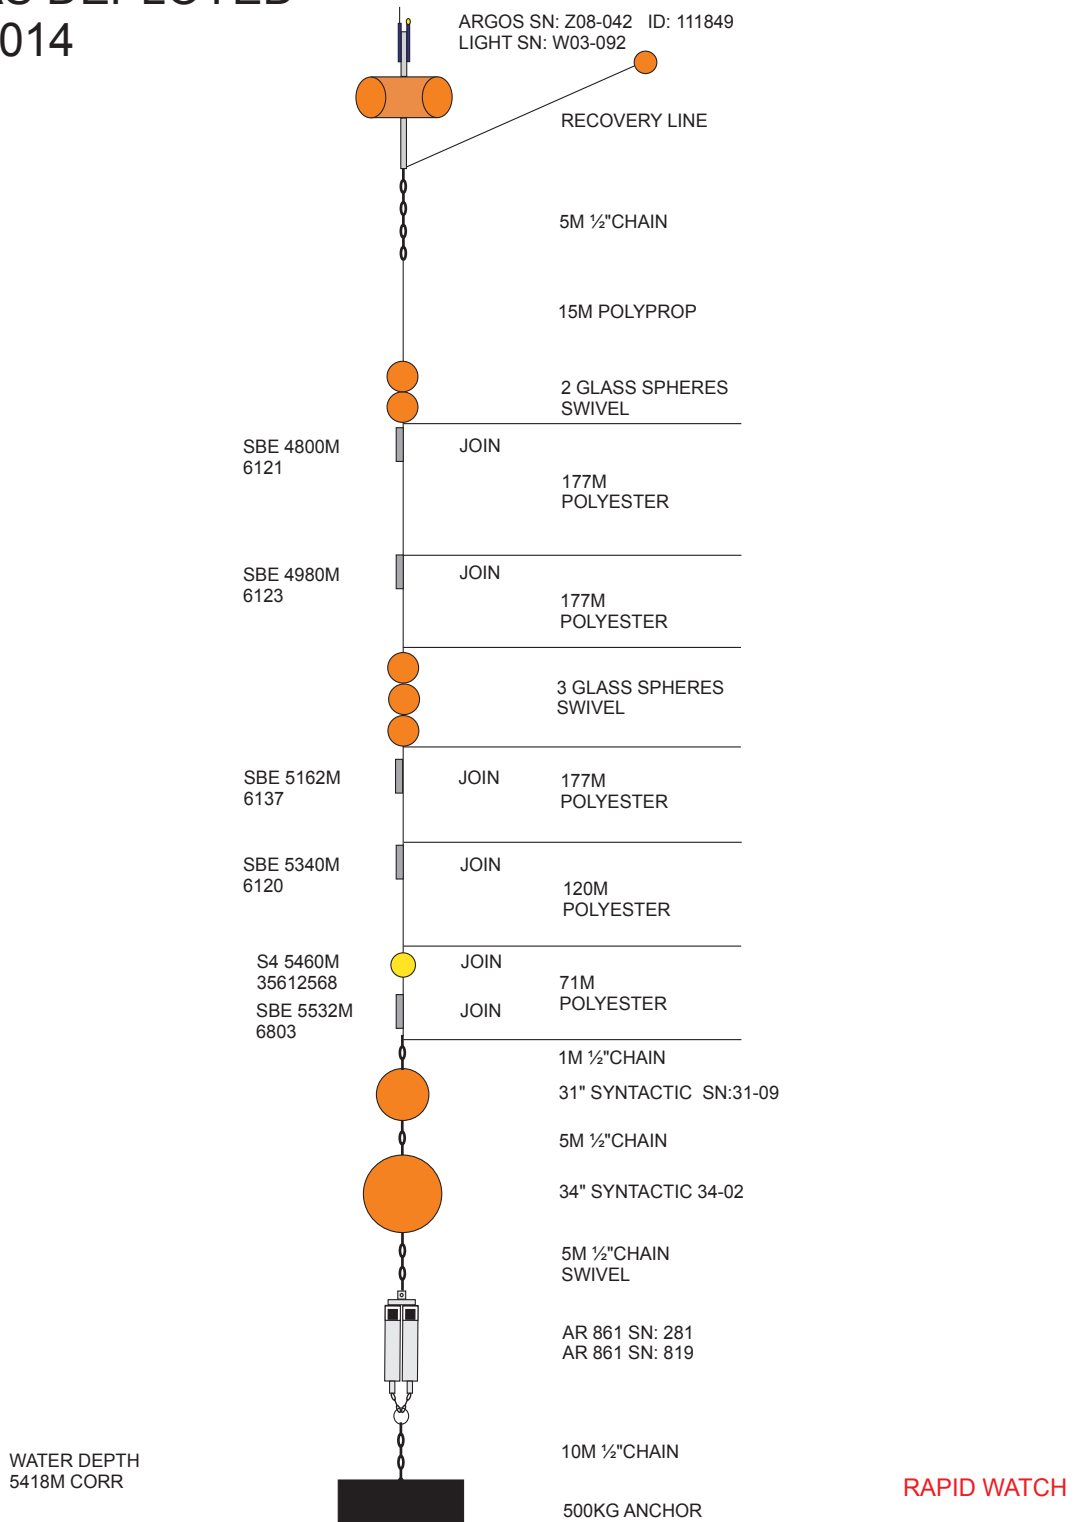 DEPLOYED
014
ARGOS SN: Z08-042 ID: 111849
LIGHT SN: W03-092
RECOVERY LINE
5M ½"CHAIN
15M POLYPROP
2 GLASS SPHERES
SWIVEL
SBE 4800M
6121
JOIN
177M
POLYESTER
SBE 4980M
6123
JOIN
177M
POLYESTER
3 GLASS SPHERES
SWIVEL
SBE 5162M
6137
JOIN
177M
POLYESTER
SBE 5340M
6120
JOIN
120M
POLYESTER
S4 5460M
35612568
JOIN
71M
POLYESTER
SBE 5532M
6803
JOIN
1M ½"CHAIN
31" SYNTACTIC SN:31-09
5M ½"CHAIN
34" SYNTACTIC 34-02
5M ½"CHAIN
SWIVEL
AR 861 SN: 281
AR 861 SN: 819
10M ½"CHAIN
WATER DEPTH
5418M CORR
500KG ANCHOR
RAPID WATCH